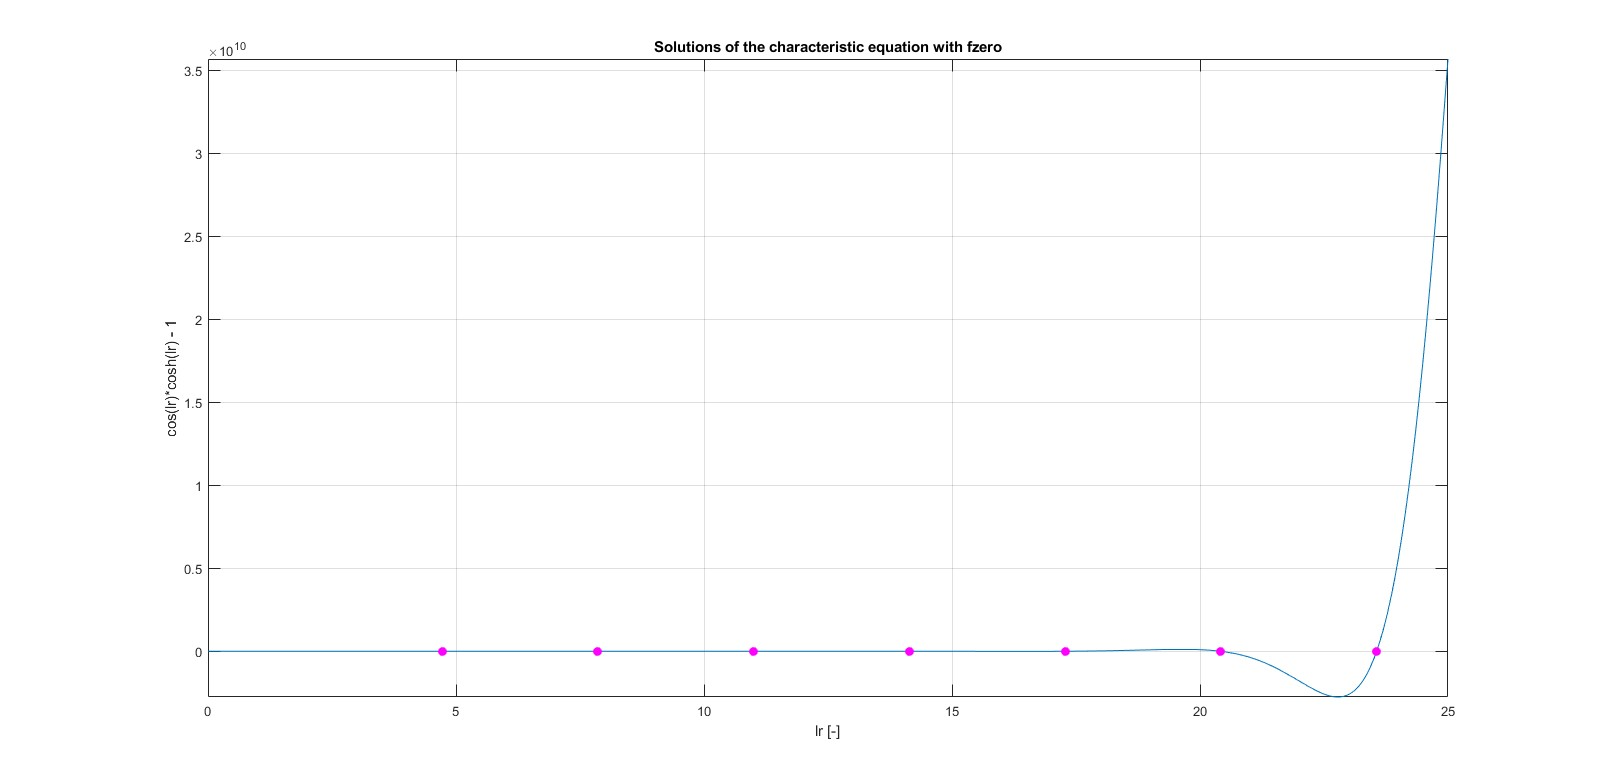 Solutions of the characteristic equation with fzero
×10^10
3.5
3
2.5
2
1.5
1
0.5
0
cos(lr)*cosh(lr) - 1
0 5 10 15 20 25
lr [-]